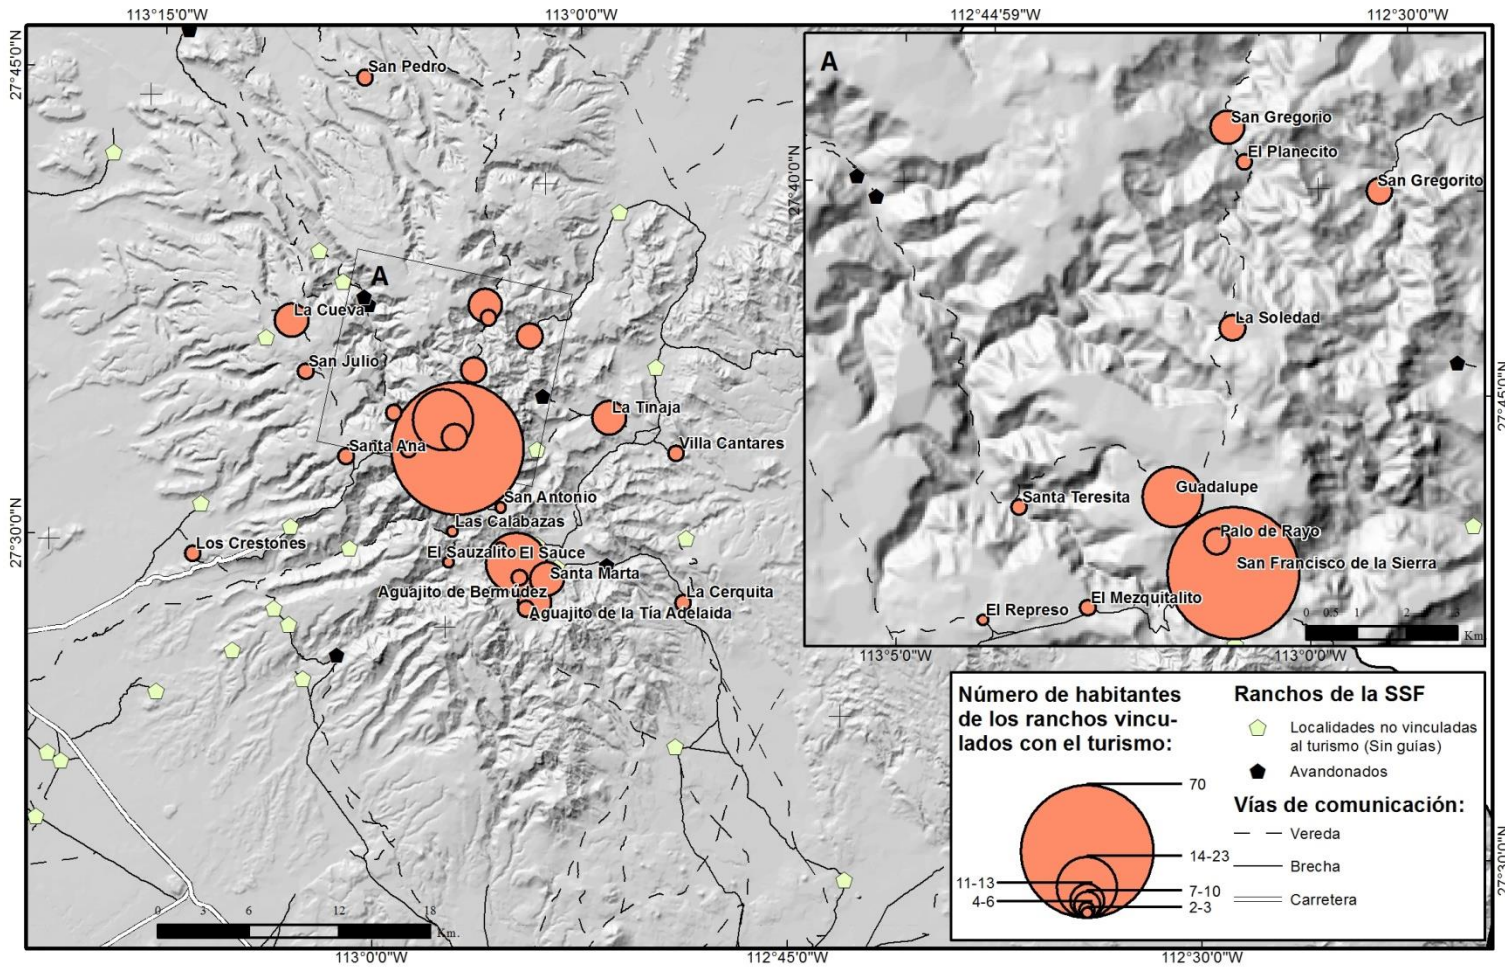 113°15'0"W
113°0'0"W
112°44'59"W
112°30'0"W
27°45'0"N
27°30'0"N
San Pedro
A
La Cueva
San Julio
La Tinaja
Santa Ana
Villa Cantares
San Antonio
Las Calabazas
Los Crestones
El Sauzalito
El Sauce
Santa Marta
Aguajito de Bermúdez
La Cerquita
Aguajito de la Tía Adelaida
0 3 6 12 18
Km.
113°0'0"W
112°45'0"W
112°30'0"W
A
27°40'0"N
27°45'0"N
27°30'0"N
San Gregorio
El Planecito
San Gregorito
La Soledad
Santa Teresita
Guadalupe
Palo de Rayo
San Francisco de la Sierra
El Represo
El Mezquitalito
0 0.5 1 2 3
Km
113°5'0"W
113°0'0"W
Número de habitantes
de los ranchos vincu-
lados con el turismo:
70
14-23
11-13
7-10
4-6
2-3
Ranchos de la SSF
Localidades no vinculadas
al turismo (Sin guías)
Avandonados
Vías de comunicación:
Vereda
Brecha
Carretera